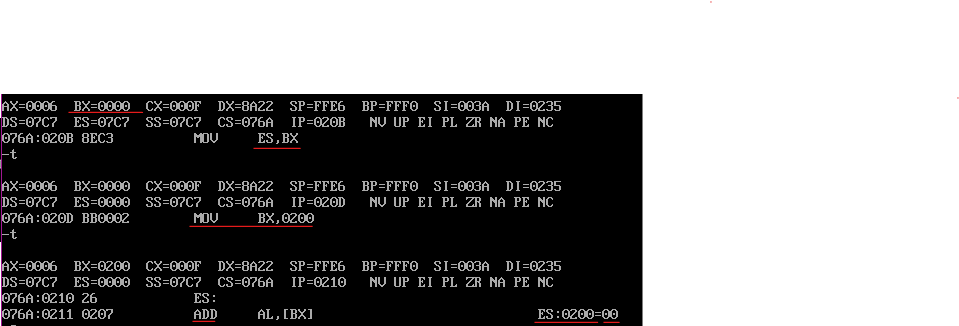 AX=0006  BX=0000  CX=000F  DX=8A22  SP=FFE6  BP=FFF0  SI=003A  DI=0235
DS=07C7  ES=07C7  SS=07C7  CS=076A  IP=020B   NV UP EI PL ZR NA PE NC
076A:020B 8EC3          MOV     ES,BX
-t
AX=0006  BX=0000  CX=000F  DX=8A22  SP=FFE6  BP=FFF0  SI=003A  DI=0235
DS=07C7  ES=0000  SS=07C7  CS=076A  IP=020D   NV UP EI PL ZR NA PE NC
076A:020D BB0002        MOV     BX,0200
-t
AX=0006  BX=0200  CX=000F  DX=8A22  SP=FFE6  BP=FFF0  SI=003A  DI=0235
DS=07C7  ES=0000  SS=07C7  CS=076A  IP=0210   NV UP EI PL ZR NA PE NC
076A:0210 26            ES:
076A:0211 0207          ADD     AL,[BX]                            ES:0200=00